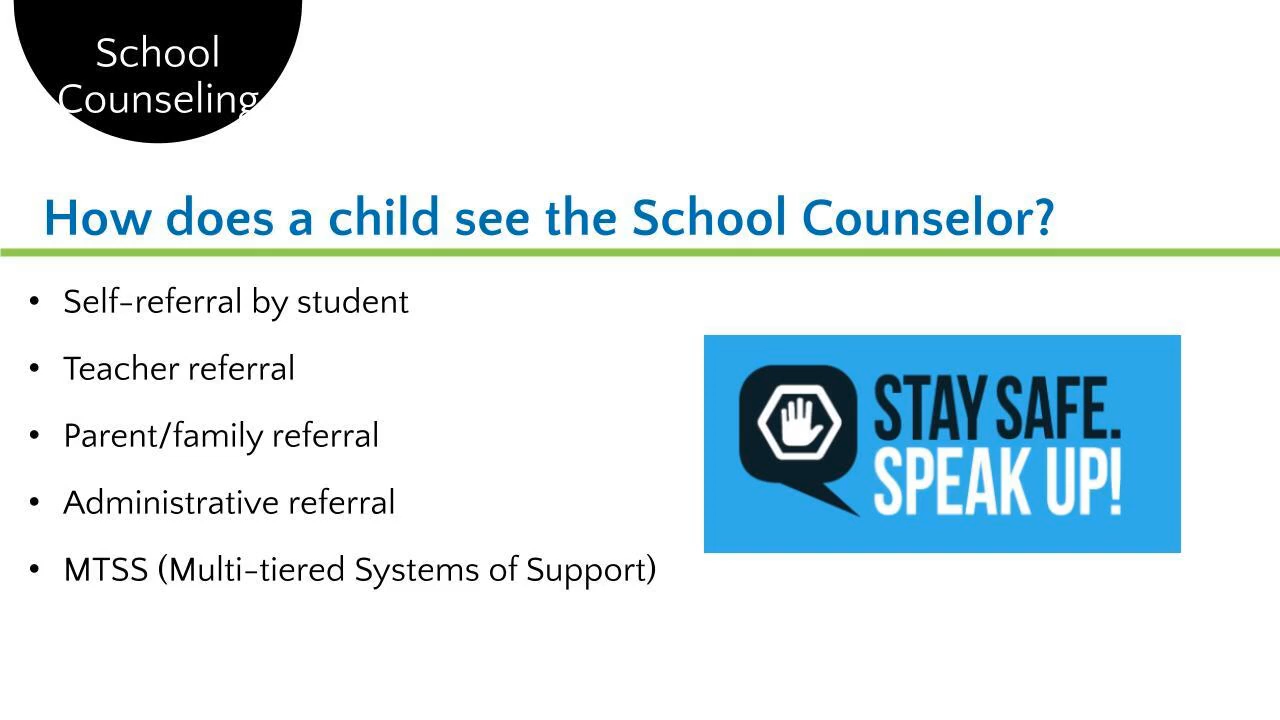 School
Counseling
How does a child see the School Counselor?
• Self-referral by student
• Teacher referral
• Parent/family referral
• Administrative referral
• MTSS (Multi-tiered Systems of Support)
STAY SAFE.
SPEAK UP!